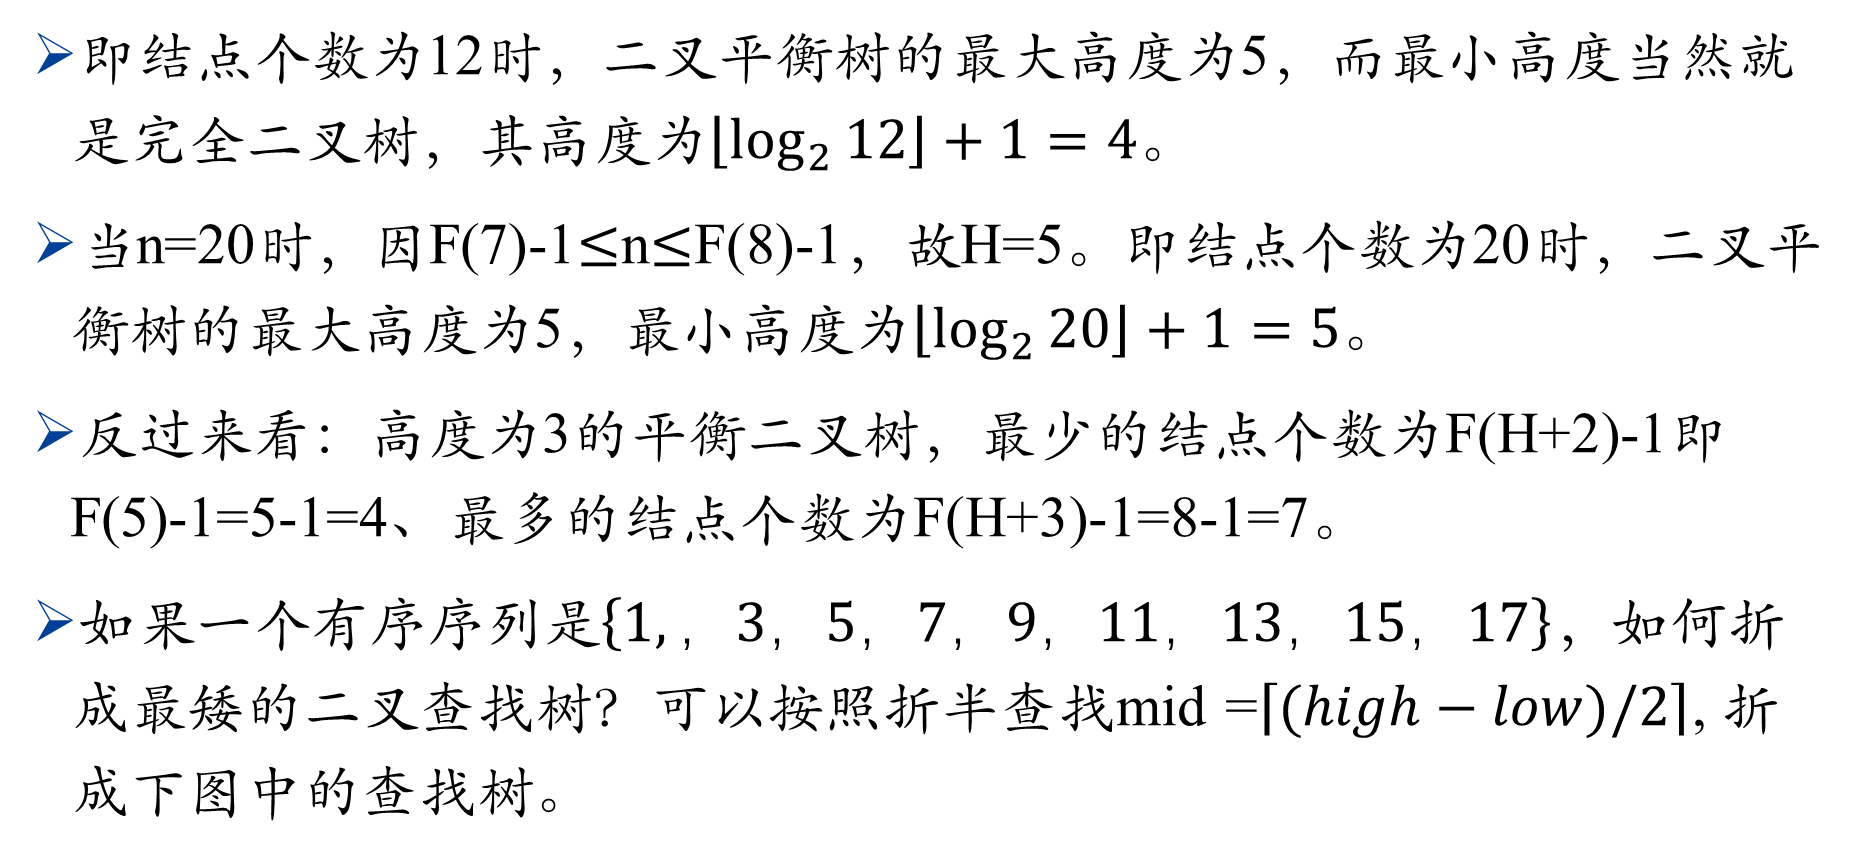 ➢即结点个数为12时，二叉平衡树的最大高度为5，而最小高度当然就
是完全二叉树，其高度为⌊log₂ 12⌋ + 1 = 4。
➢当n=20时，因F(7)-1≤n≤F(8)-1，故H=5。即结点个数为20时，二叉平
衡树的最大高度为5，最小高度为⌊log₂ 20⌋ + 1 = 5。
➢反过来看：高度为3的平衡二叉树，最少的结点个数为F(H+2)-1即
F(5)-1=5-1=4、最多的结点个数为F(H+3)-1=8-1=7。
➢如果一个有序序列是{1,，3，5，7，9，11，13，15，17}，如何折
成最矮的二叉查找树？可以按照折半查找mid =⌈(high − low)/2⌉, 折
成下图中的查找树。